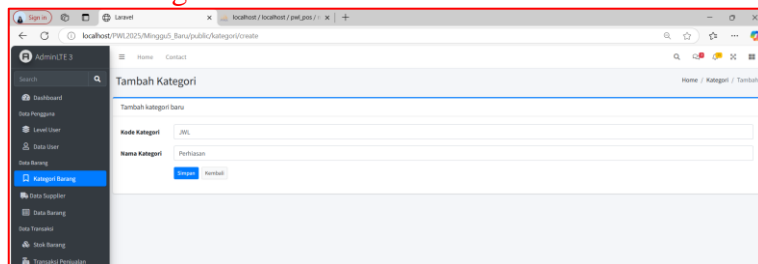 Sign in
Laravel
localhost / localhost / pwl_pos /
localhost/PWL2025/Minggu5_Baru/public/kategori/create
AdminLTE 3
Home Contact
Search
Tambah Kategori
Home / Kategori / Tambah
Dashboard
Tambah kategori baru
Data Pengguna
Level User
Kode Kategori JWL
Data User
Nama Kategori Perhiasan
Data Barang
Simpan Kembali
Kategori Barang
Data Supplier
Data Barang
Data Transaksi
Stok Barang
Transaksi Penjualan